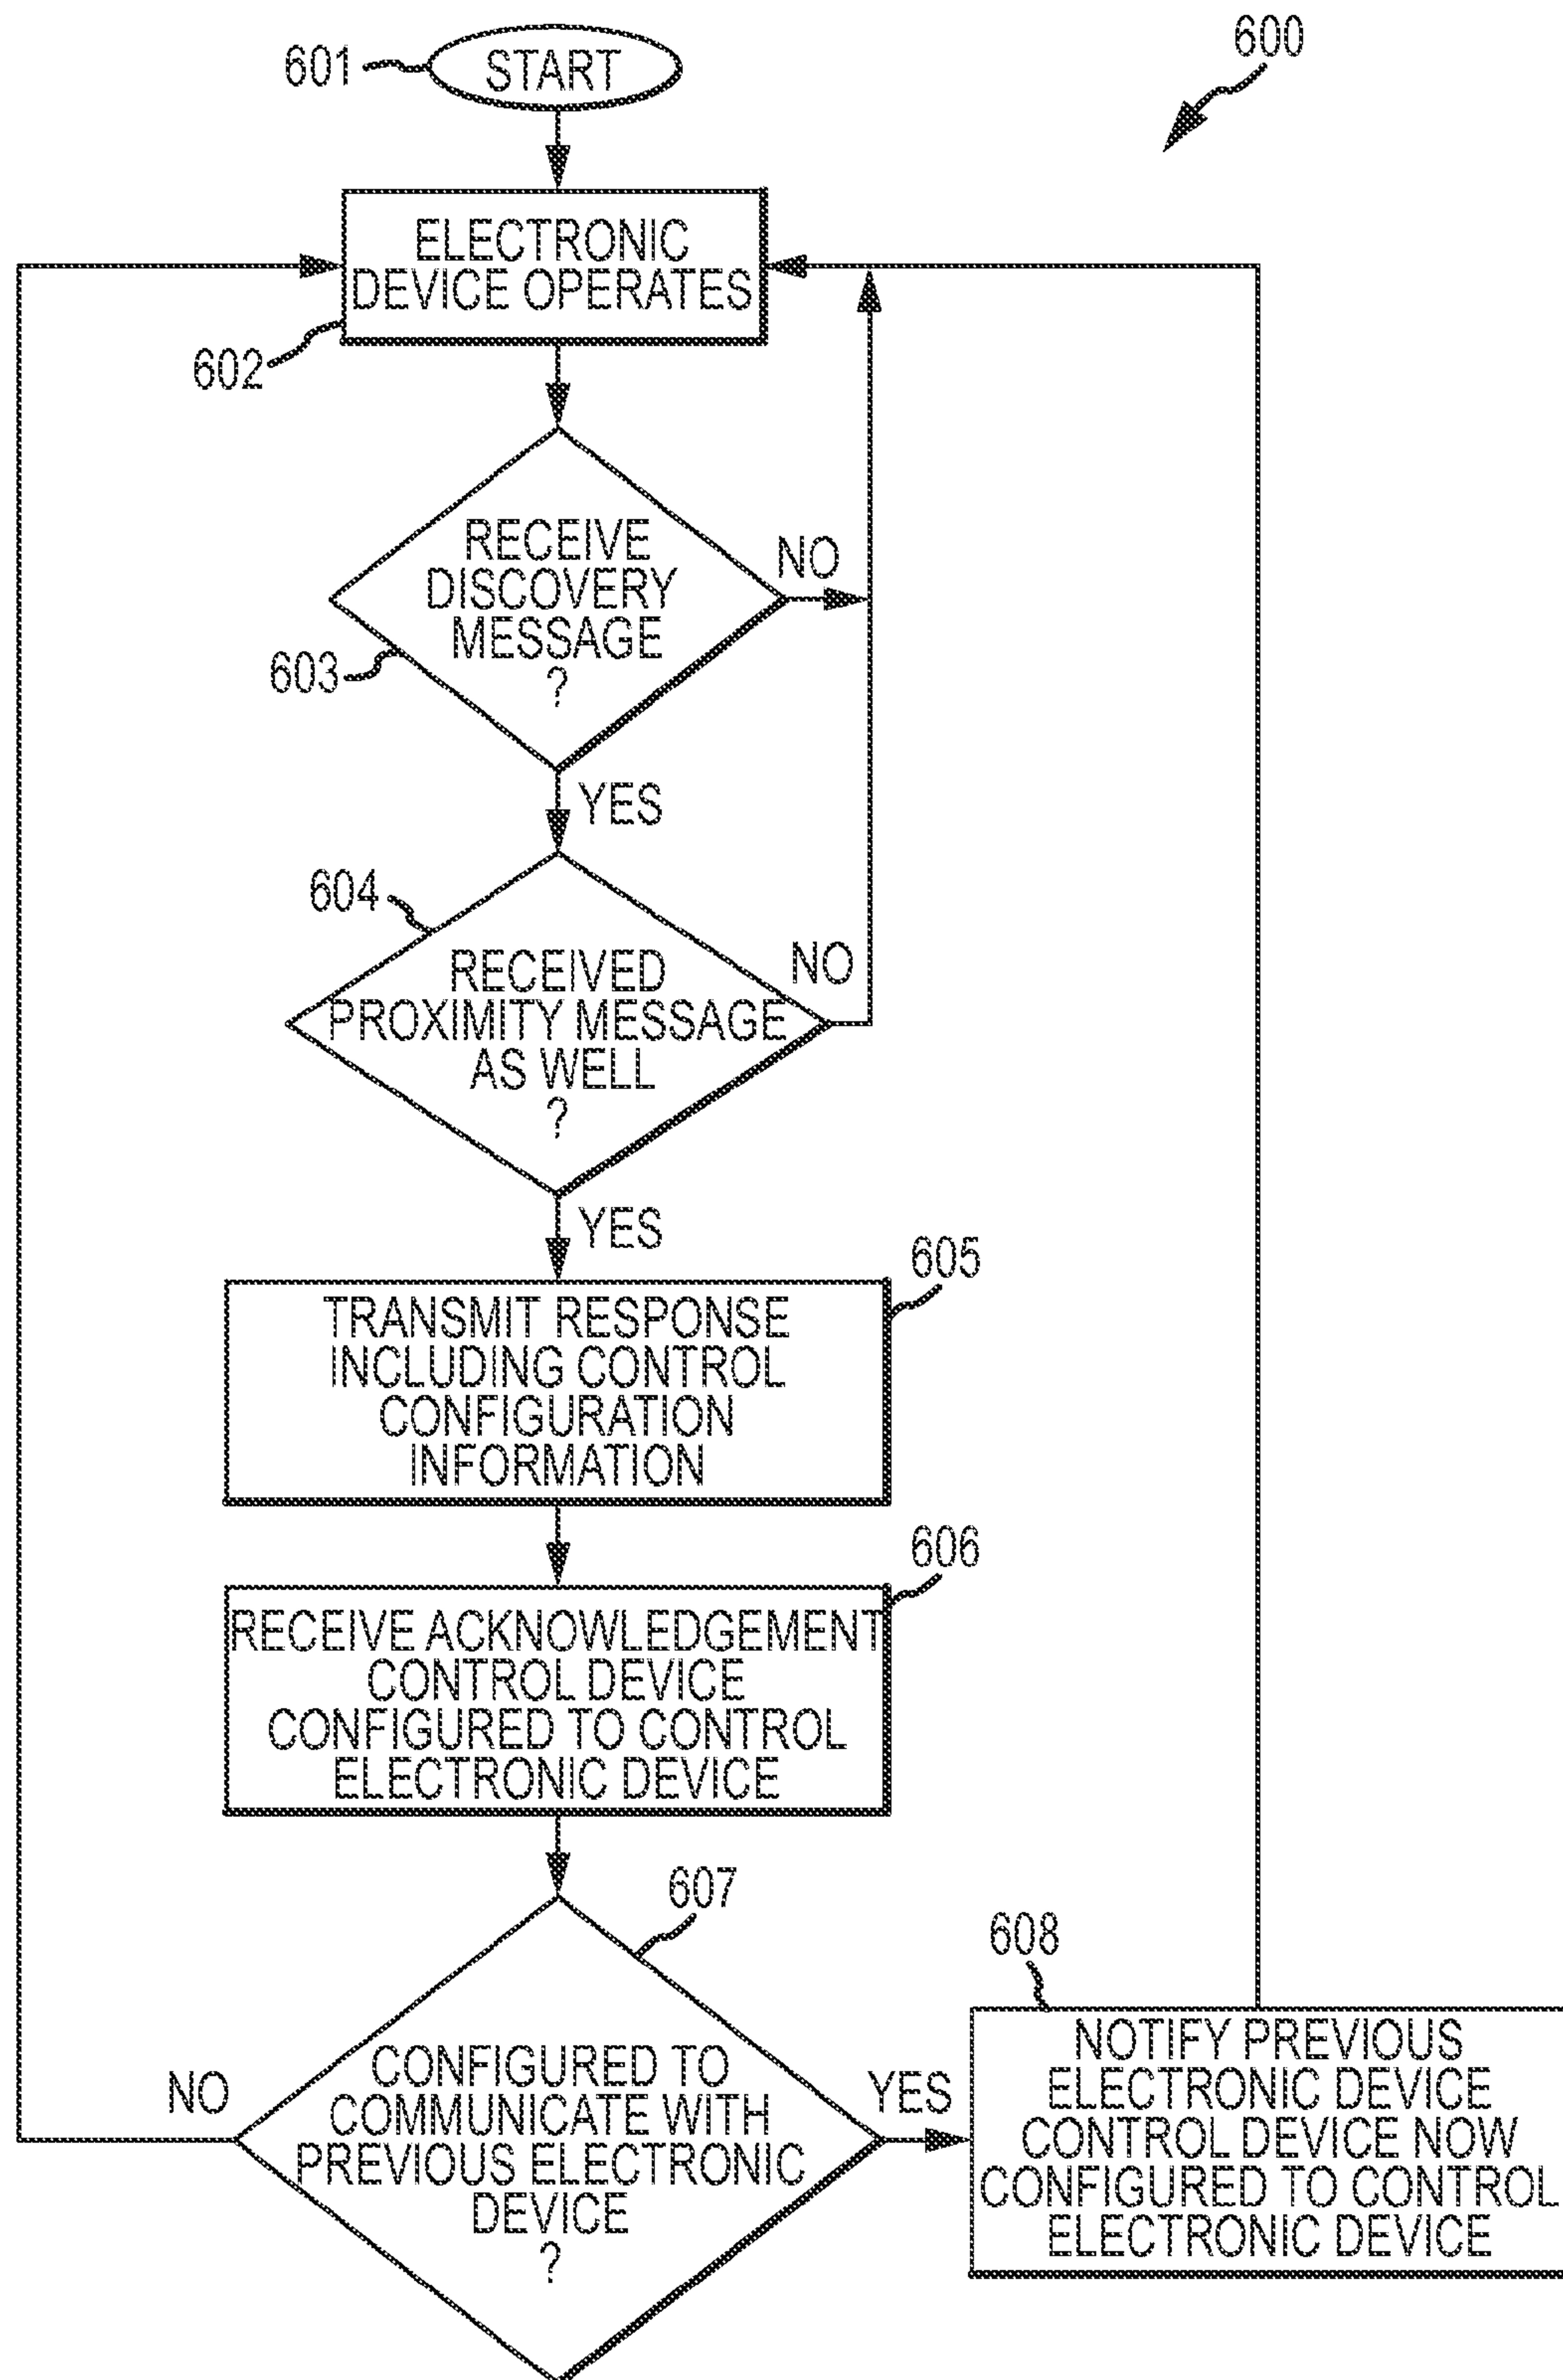 600
601
START
ELECTRONIC
DEVICE OPERATES
602
RECEIVE
DISCOVERY
MESSAGE
?
NO
603
YES
604
RECEIVED
PROXIMITY MESSAGE
AS WELL
?
NO
YES
605
TRANSMIT RESPONSE
INCLUDING CONTROL
CONFIGURATION
INFORMATION
606
RECEIVE ACKNOWLEDGEMENT
CONTROL DEVICE
CONFIGURED TO CONTROL
ELECTRONIC DEVICE
607
CONFIGURED TO
COMMUNICATE WITH
PREVIOUS ELECTRONIC
DEVICE
?
NO
YES
608
NOTIFY PREVIOUS
ELECTRONIC DEVICE
CONTROL DEVICE NOW
CONFIGURED TO CONTROL
ELECTRONIC DEVICE